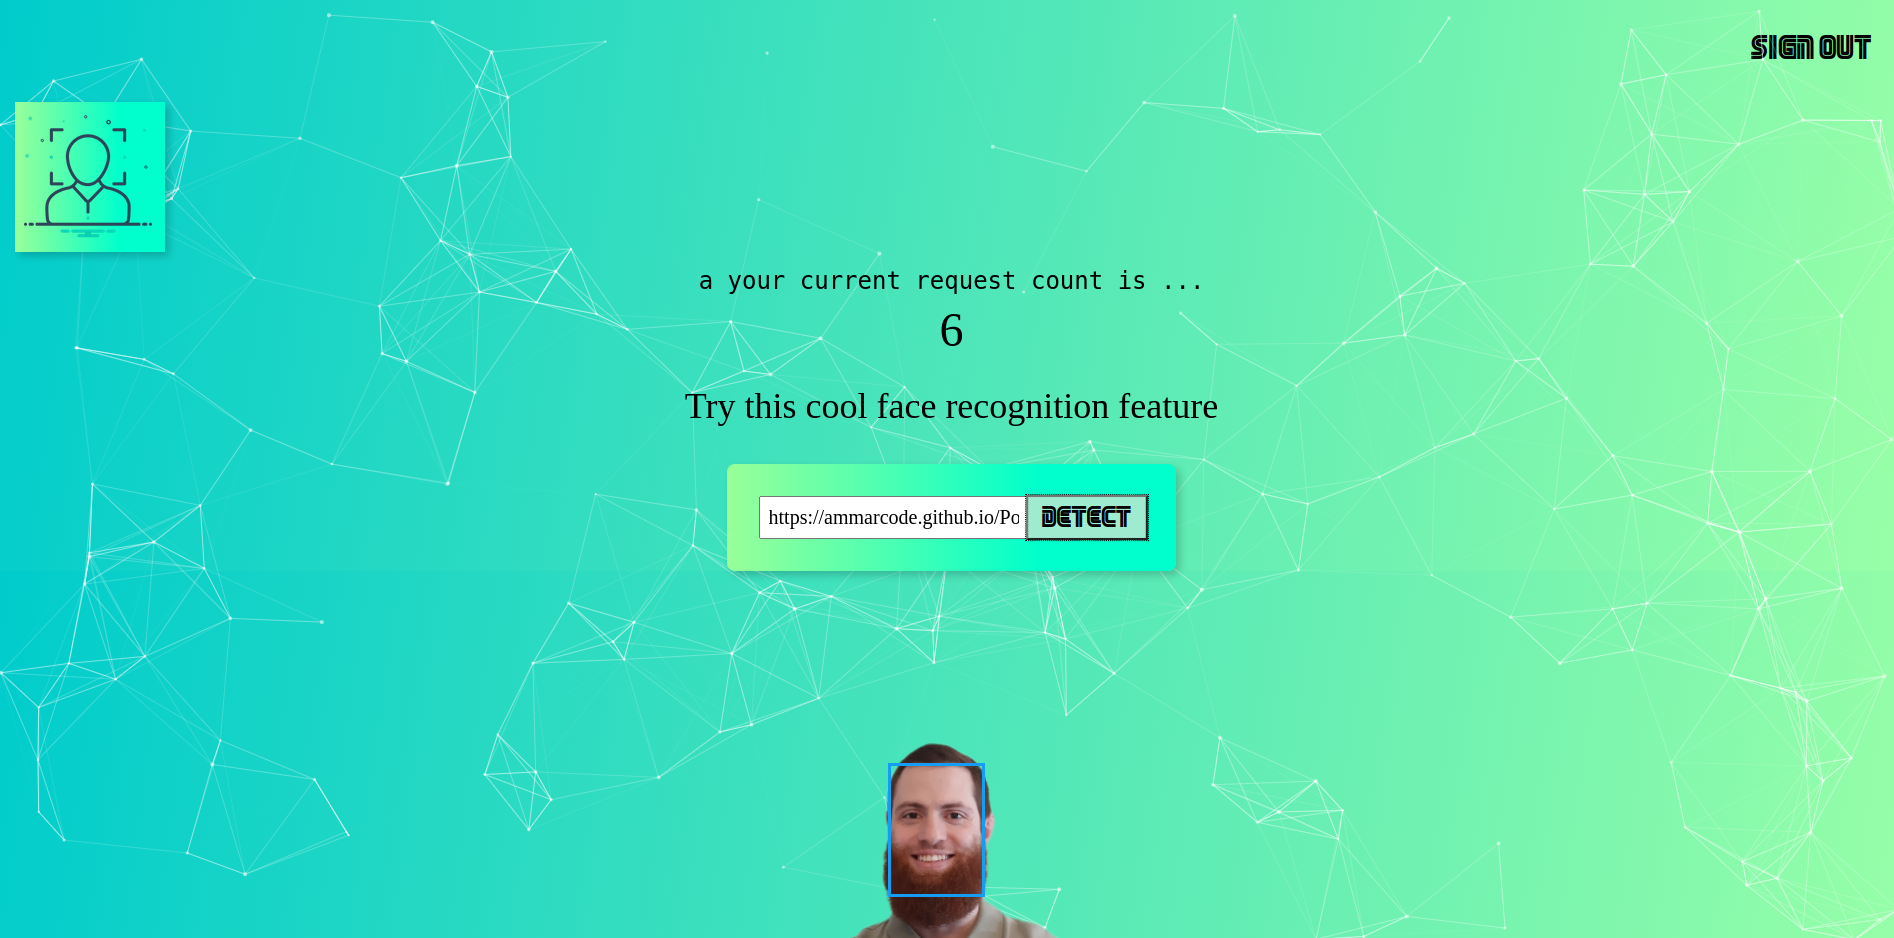 SIGN OUT
a your current request count is ...
6
Try this cool face recognition feature
https://ammarcode.github.io/Po
DETECT